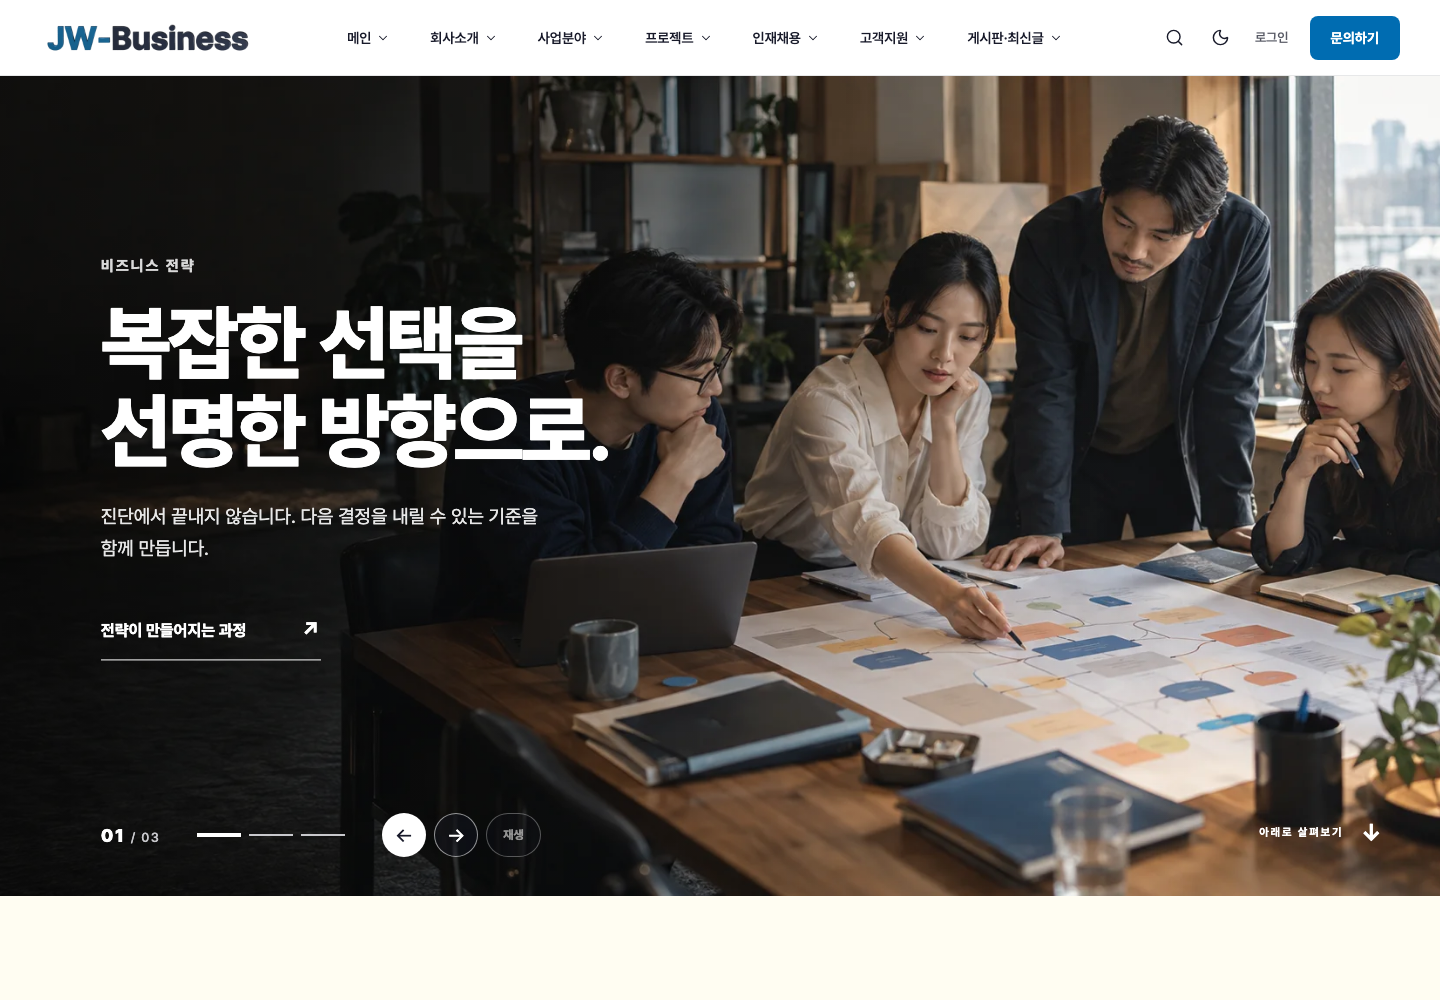 JW-Business
메인
회사소개
사업분야
프로젝트
인재채용
고객지원
게시판·최신글
로그인
문의하기
비즈니스 전략
복잡한 선택을
선명한 방향으로.
진단에서 끝내지 않습니다. 다음 결정을 내릴 수 있는 기준을
함께 만듭니다.
전략이 만들어지는 과정
01 / 03
재생
아래로 살펴보기